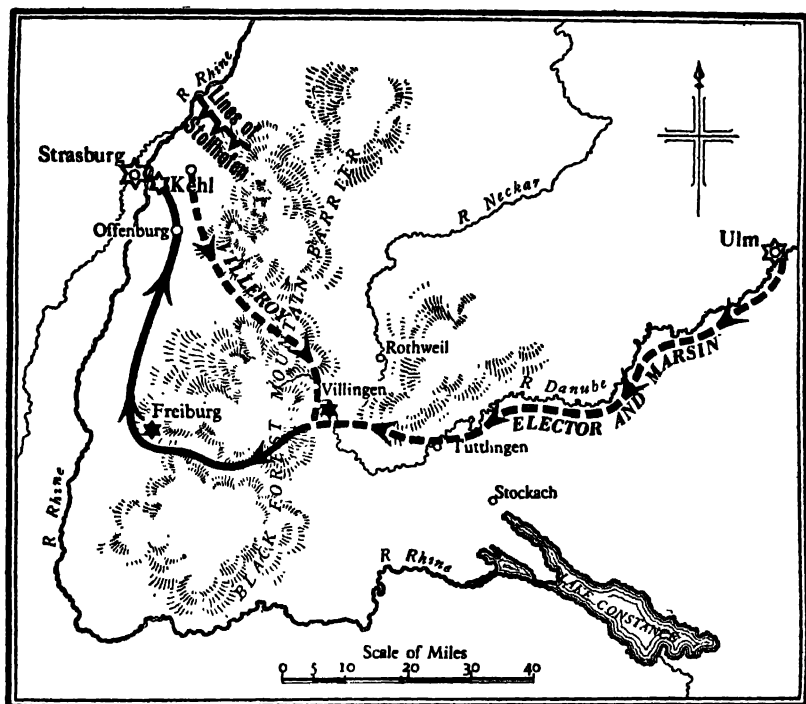 R Rhine
Lines of
Stollhofen
Strasburg
Kehl
Offenburg
VILLEROY
BLACK FOREST MOUNTAIN BARRIER
R Neckar
Ulm
Rothweil
R Danube
ELECTOR AND MARSIN
Villingen
Freiburg
Tuttlingen
Stockach
R Rhine
R Rhine
LAKE CONSTANCE
Scale of Miles
0 5 10 20 30 40